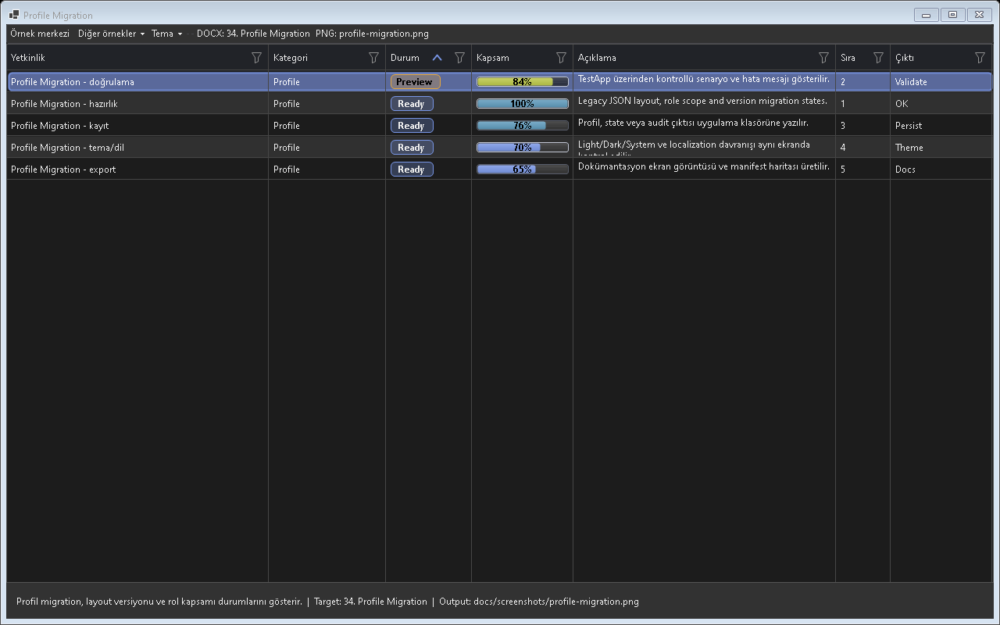 Profile Migration
Örnek merkezi Diğer örnekler Tema DOCX: 34. Profile Migration PNG: profile-migration.png
Yetkinlik Kategori Durum Kapsam Açıklama Sıra Çıktı
Profile Migration - doğrulama Profile Preview 84% TestApp üzerinden kontrollü senaryo ve hata mesajı gösterilir. 2 Validate
Profile Migration - hazırlık Profile Ready 100% Legacy JSON layout, role scope and version migration states. 1 OK
Profile Migration - kayıt Profile Ready 76% Profil, state veya audit çıktısı uygulama klasörüne yazılır. 3 Persist
Profile Migration - tema/dil Profile Ready 70% Light/Dark/System ve localization davranışı aynı ekranda 4 Theme
Profile Migration - export Profile Ready 65% Dokümantasyon ekran görüntüsü ve manifest haritası üretilir. 5 Docs
Profil migration, layout versiyonu ve rol kapsamı durumlarını gösterir. | Target: 34. Profile Migration | Output: docs/screenshots/profile-migration.png